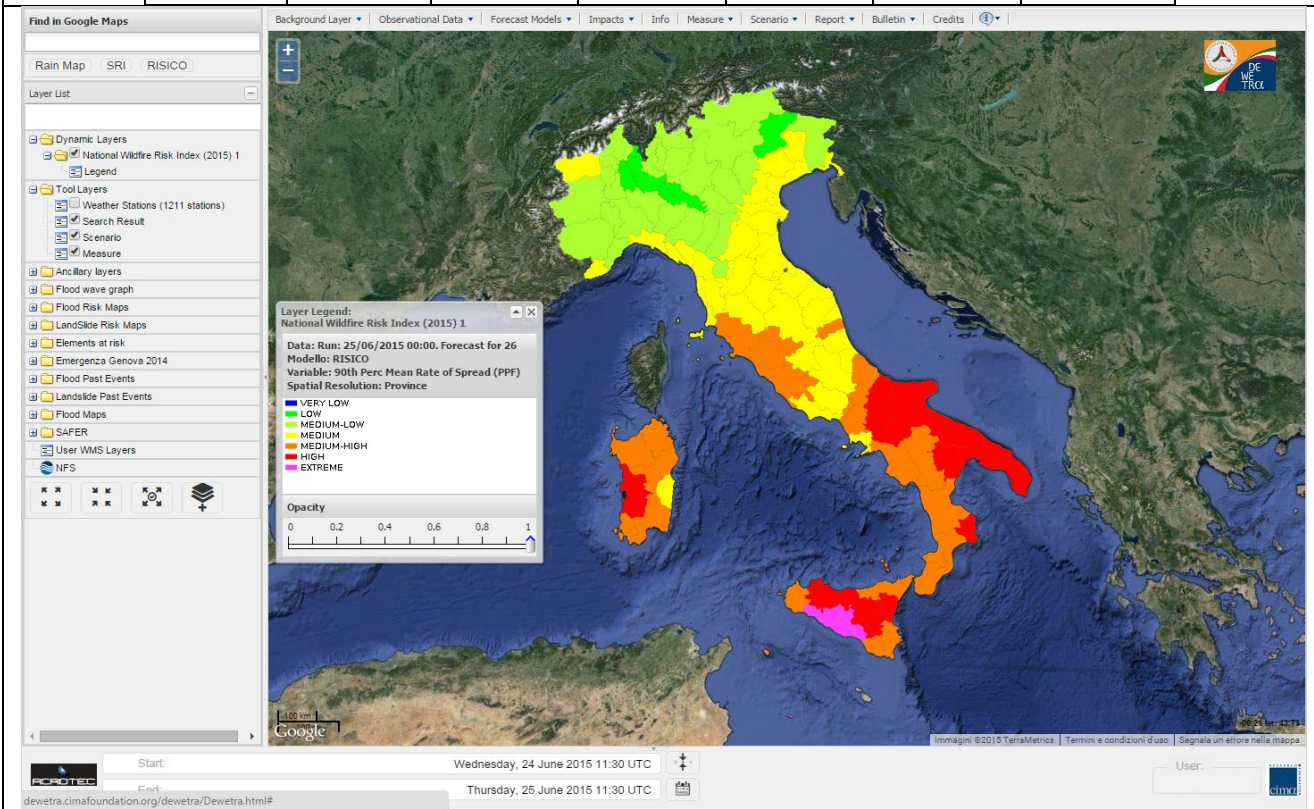 Find in Google Maps
Background Layer
Observational Data
Forecast Models
Impacts
Info
Measure
Scenario
Report
Bulletin
Credits
Rain Map
SRI
RISICO
Layer List
Dynamic Layers
National Wildfire Risk Index (2015) 1
Legend
Tool Layers
Weather Stations (1211 stations)
Search Result
Scenario
Measure
Ancillary layers
Flood wave graph
Flood Risk Maps
LandSlide Risk Maps
Elements at risk
Emergenza Genova 2014
Flood Past Events
Landslide Past Events
Flood Maps
SAFER
User WMS Layers
NFS
DE
WE
TRα
Layer Legend:
National Wildfire Risk Index (2015) 1
Data: Run: 25/06/2015 00:00. Forecast for 26
Modello: RISICO
Variable: 90th Perc Mean Rate of Spread (PPF)
Spatial Resolution: Province
VERY LOW
LOW
MEDIUM-LOW
MEDIUM
MEDIUM-HIGH
HIGH
EXTREME
Opacity
0 0.2 0.4 0.6 0.8 1
100 km
Google
Immagini ©2015 TerraMetrics
Termini e condizioni d'uso
Segnala un errore nella mappa
ACROTEC
Start:
Wednesday, 24 June 2015 11:30 UTC
End:
Thursday, 25 June 2015 11:30 UTC
User:
cima
dewetra.cimafoundation.org/dewetra/Dewetra.html#